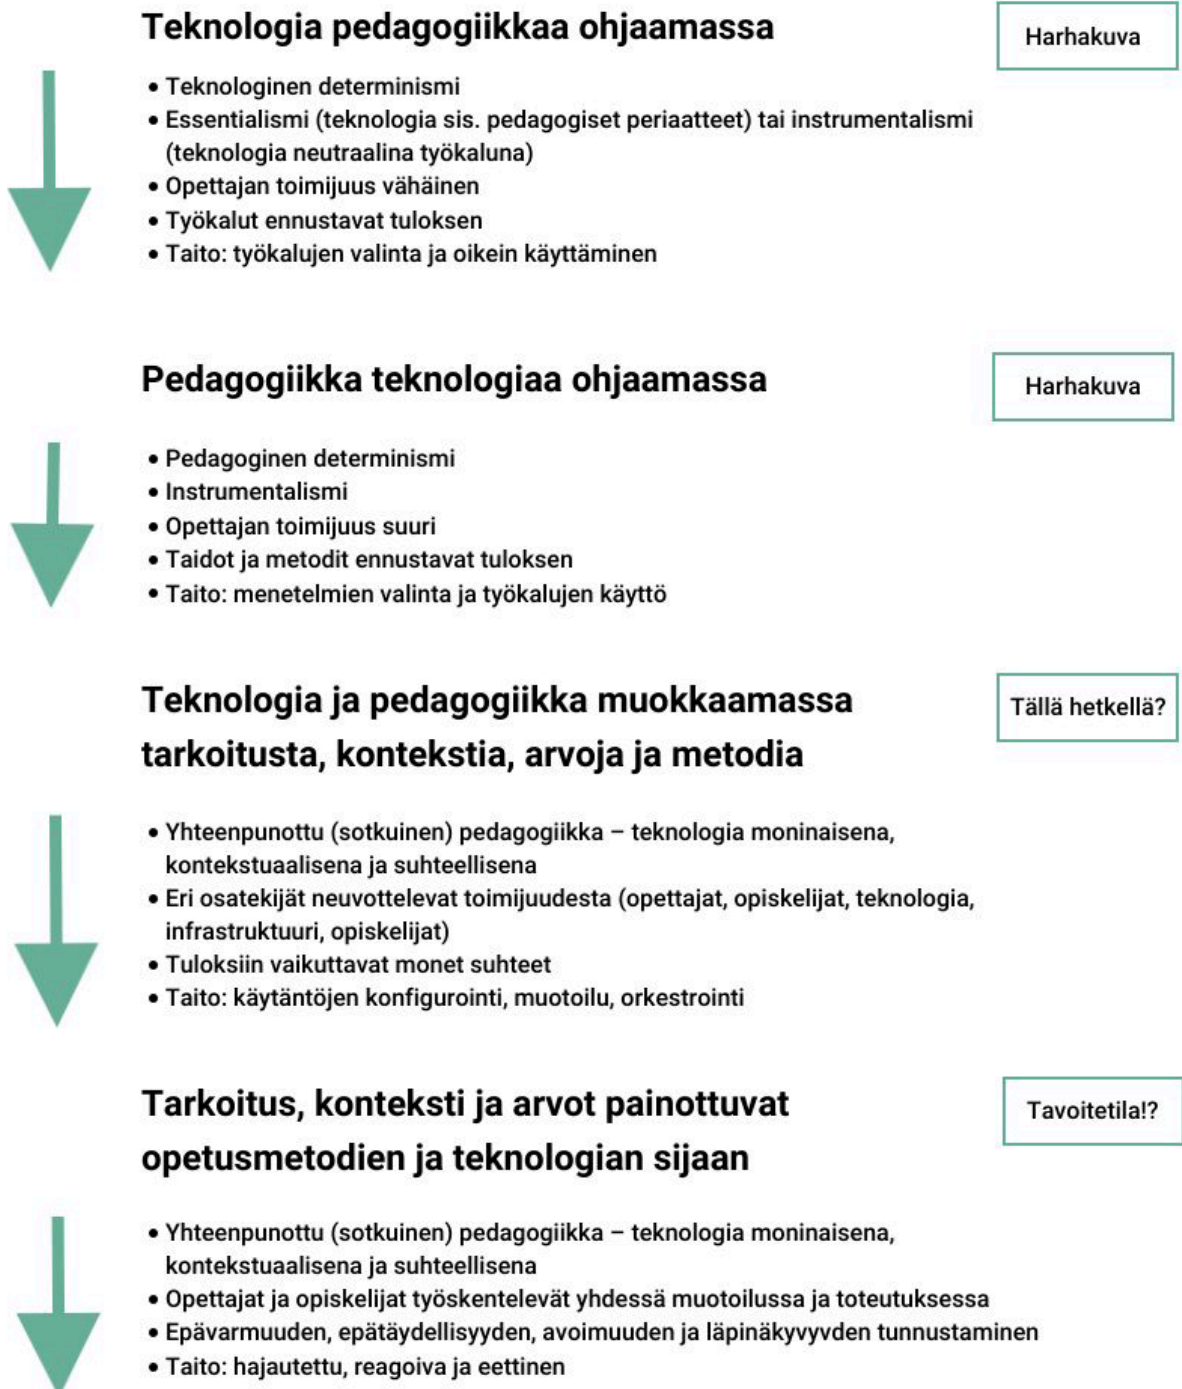 Teknologia pedagogiikkaa ohjaamassa
Harhakuva
• Teknologinen determinismi
• Essentialismi (teknologia sis. pedagogiset periaatteet) tai instrumentalismi
(teknologia neutraalina työkaluna)
• Opettajan toimijuus vähäinen
• Työkalut ennustavat tuloksen
• Taito: työkalujen valinta ja oikein käyttäminen
Pedagogiikka teknologiaa ohjaamassa
Harhakuva
• Pedagoginen determinismi
• Instrumentalismi
• Opettajan toimijuus suuri
• Taidot ja metodit ennustavat tuloksen
• Taito: menetelmien valinta ja työkalujen käyttö
Teknologia ja pedagogiikka muokkaamassa
tarkoitusta, kontekstia, arvoja ja metodia
Tällä hetkellä?
• Yhteenpunottu (sotkuinen) pedagogiikka – teknologia moninaisena,
kontekstuaalisena ja suhteellisena
• Eri osatekijät neuvottelevat toimijuudesta (opettajat, opiskelijat, teknologia,
infrastruktuuri, opiskelijat)
• Tuloksiin vaikuttavat monet suhteet
• Taito: käytäntöjen konfigurointi, muotoilu, orkestrointi
Tarkoitus, konteksti ja arvot painottuvat
opetusmetodien ja teknologian sijaan
Tavoitetila!?
• Yhteenpunottu (sotkuinen) pedagogiikka – teknologia moninaisena,
kontekstuaalisena ja suhteellisena
• Opettajat ja opiskelijat työskentelevät yhdessä muotoilussa ja toteutuksessa
• Epävarmuuden, epätäydellisyyden, avoimuuden ja läpinäkyvyvden tunnustaminen
• Taito: hajautettu, reagoiva ja eettinen